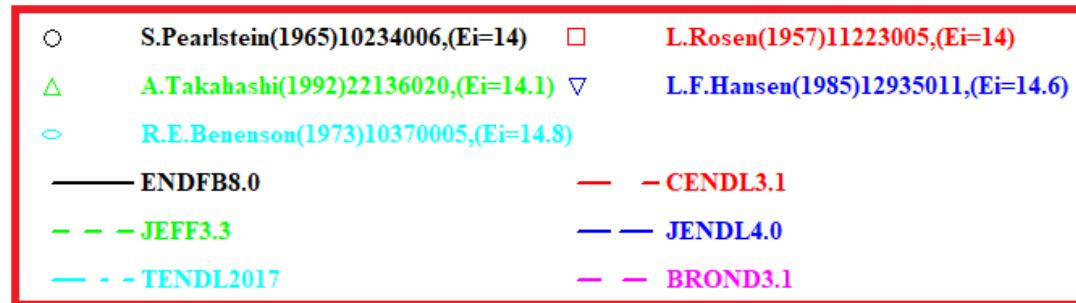 S.Pearlstein(1965)10234006,(Ei=14) L.Rosen(1957)11223005,(Ei=14)
A.Takahashi(1992)22136020,(Ei=14.1) L.F.Hansen(1985)12935011,(Ei=14.6)
R.E.Benenson(1973)10370005,(Ei=14.8)
ENDFB8.0 CENDL3.1
JEFF3.3 JENDL4.0
TENDL2017 BROND3.1